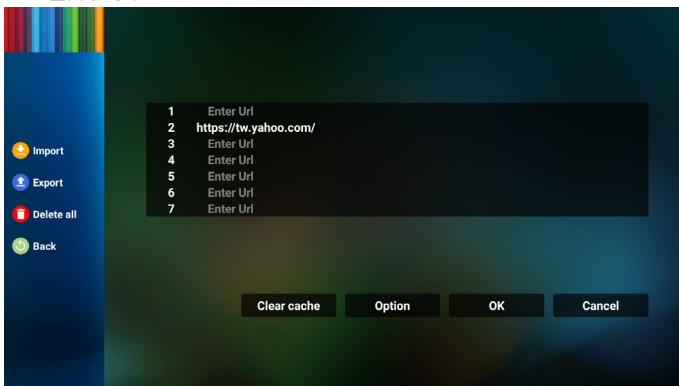 Import
Export
Delete all
Back
1 Enter Url
2 https://tw.yahoo.com/
3 Enter Url
4 Enter Url
5 Enter Url
6 Enter Url
7 Enter Url
Clear cache Option OK Cancel